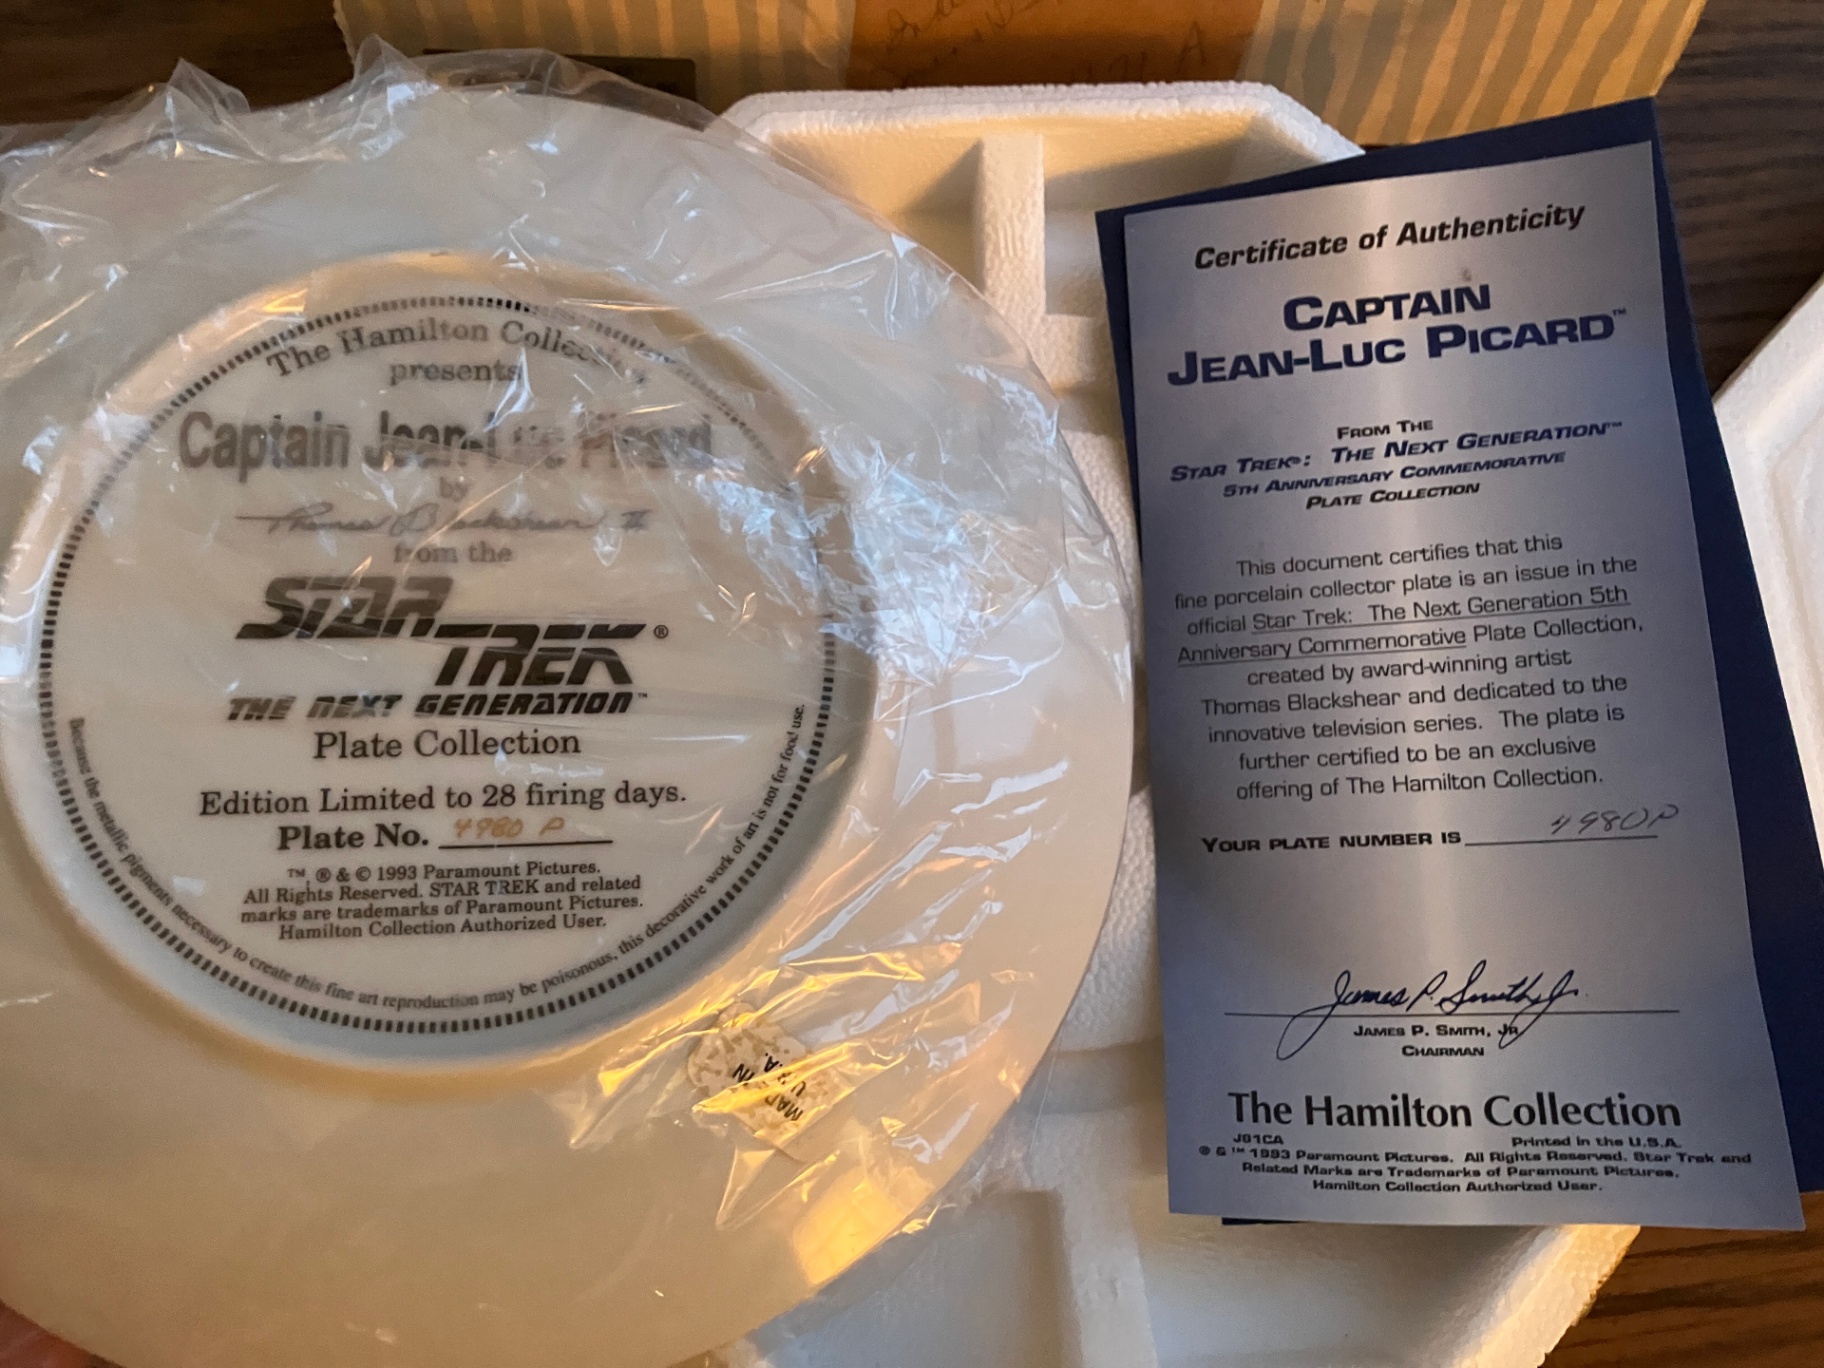 The Hamilton Collection
presents
Captain Jean-Luc Picard
by
Thomas Blackshear II
from the
STAR
TREK®
THE NEXT GENERATION™
Plate Collection
Edition Limited to 28 firing days.
Plate No. 4980 P
™, ® & © 1993 Paramount Pictures.
All Rights Reserved. STAR TREK and related
marks are trademarks of Paramount Pictures.
Hamilton Collection Authorized User.
Because the metallic pigments necessary to create this fine art reproduction may be poisonous, this decorative work of art is not for food use.
MADE IN
U.S.A.
Certificate of Authenticity
CAPTAIN
JEAN-LUC PICARD™
FROM THE
STAR TREK®: THE NEXT GENERATION™
5TH ANNIVERSARY COMMEMORATIVE
PLATE COLLECTION
This document certifies that this
fine porcelain collector plate is an issue in the
official Star Trek: The Next Generation 5th
Anniversary Commemorative Plate Collection,
created by award-winning artist
Thomas Blackshear and dedicated to the
innovative television series. The plate is
further certified to be an exclusive
offering of The Hamilton Collection.
YOUR PLATE NUMBER IS 4980P
James P. Smith, Jr.
JAMES P. SMITH, JR
CHAIRMAN
The Hamilton Collection
J91CA Printed in the U.S.A.
® & ™ 1993 Paramount Pictures. All Rights Reserved. Star Trek and
Related Marks are Trademarks of Paramount Pictures.
Hamilton Collection Authorized User.